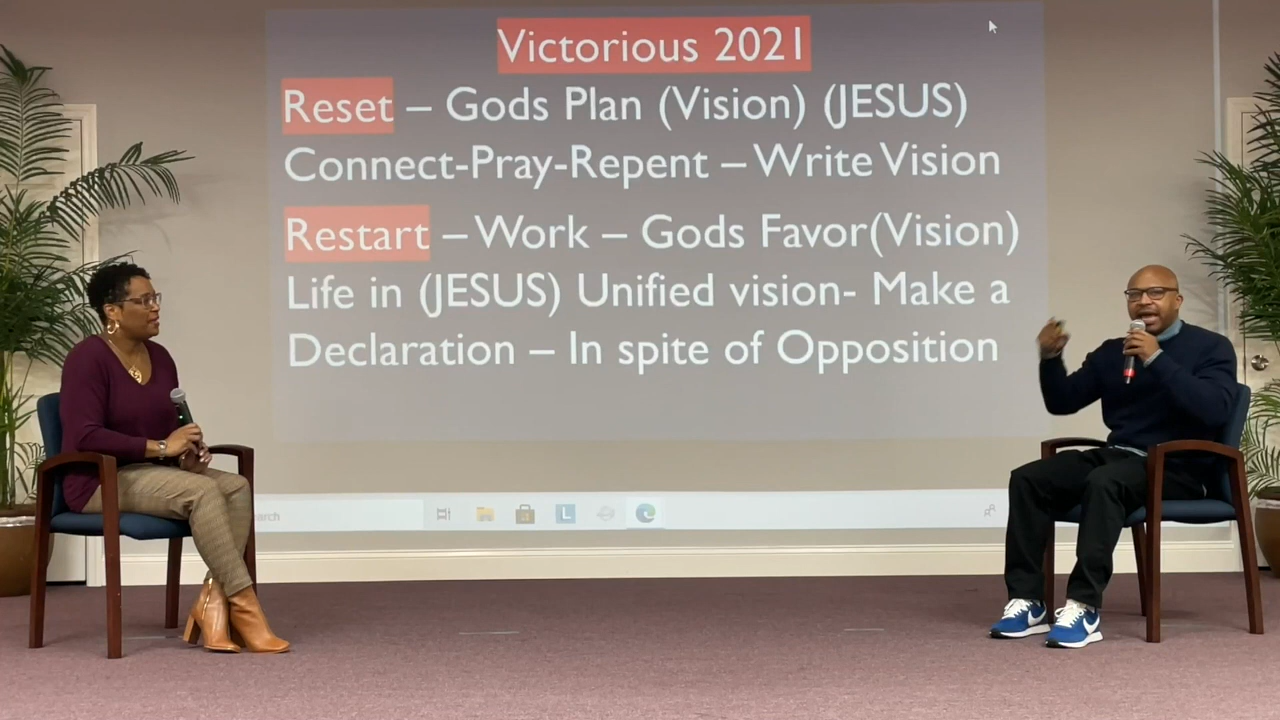 Victorious 2021
Reset – Gods Plan (Vision) (JESUS)
Connect-Pray-Repent – Write Vision
Restart – Work – Gods Favor(Vision)
Life in (JESUS) Unified vision- Make a
Declaration – In spite of Opposition
earch
L